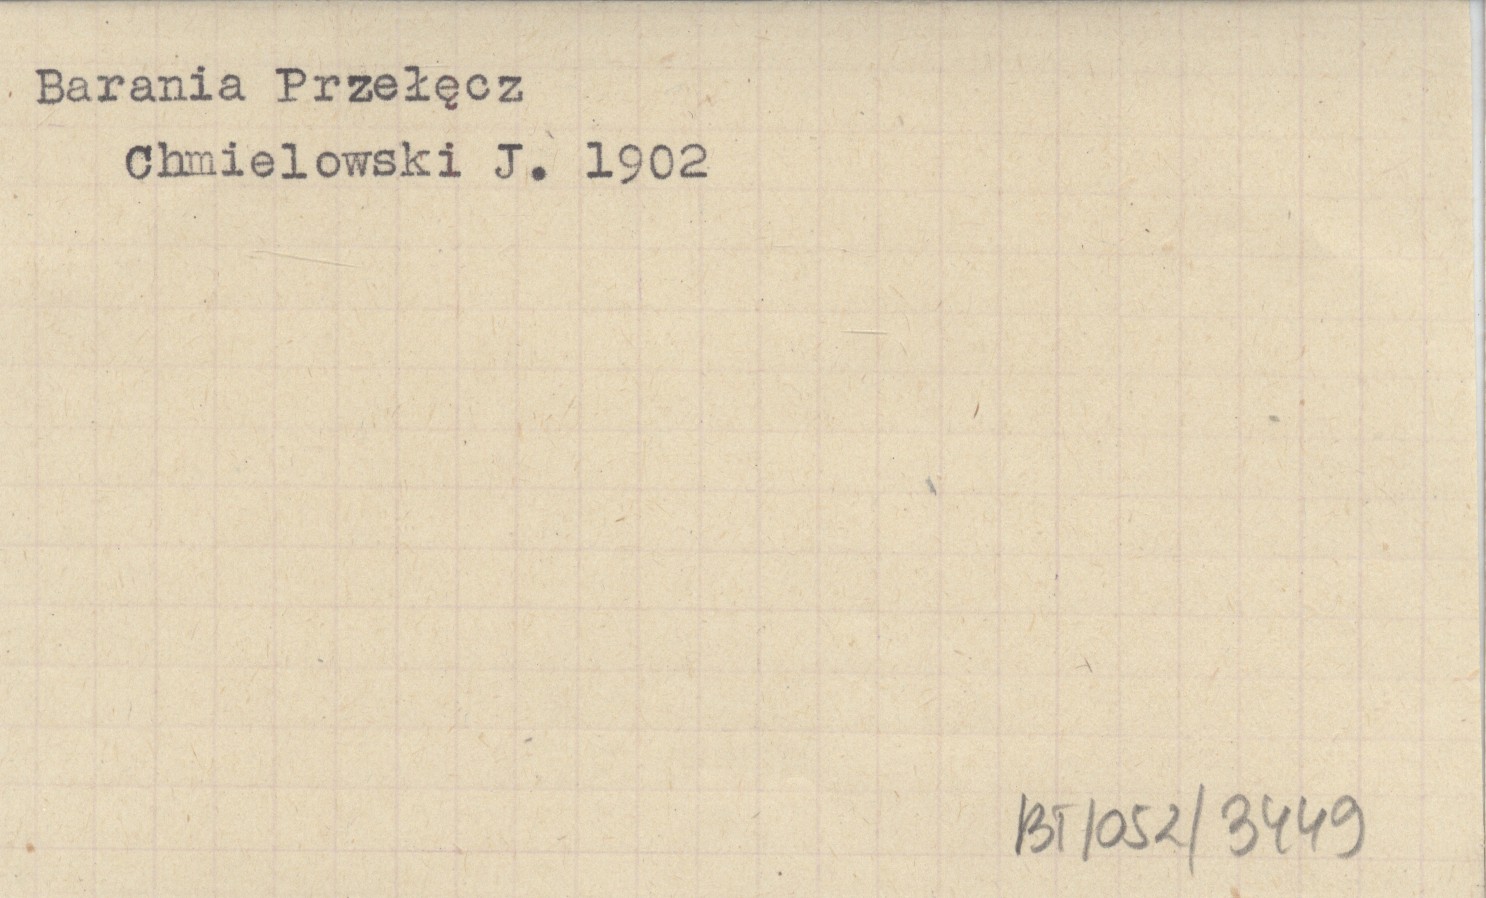 Barania Przełęcz
Chmielowski J. 1902
BT/052/3449